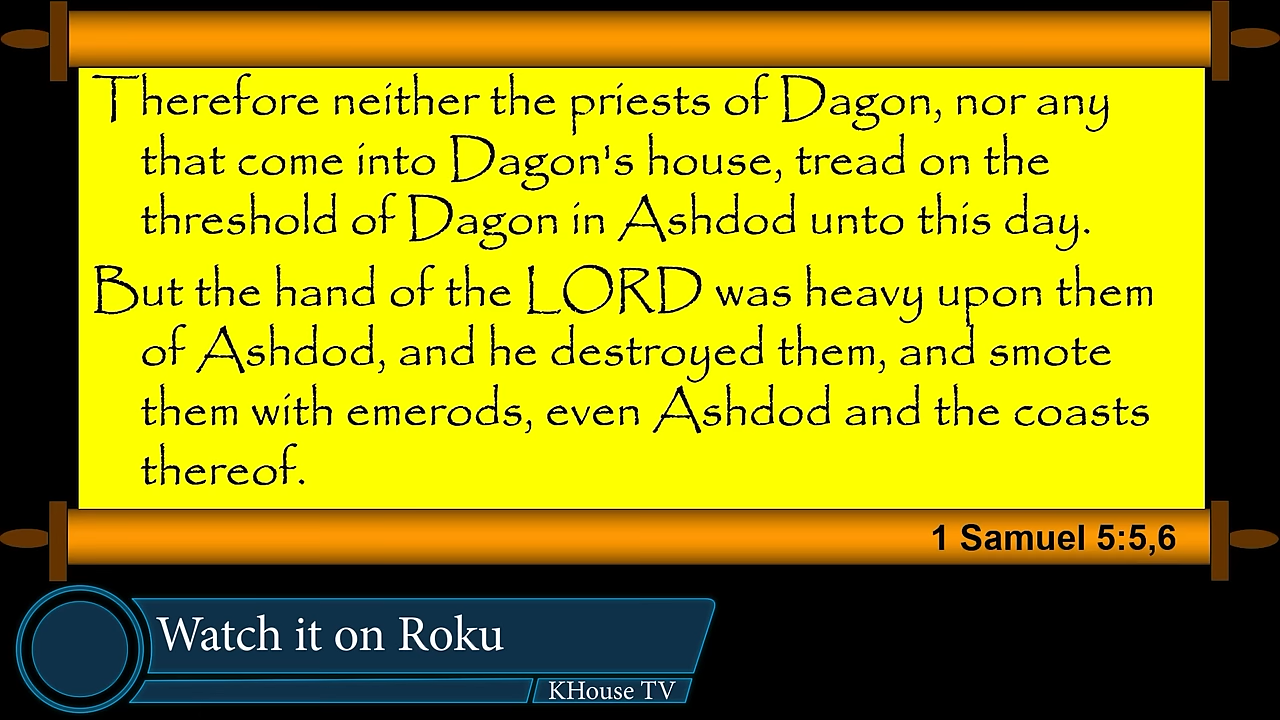 Therefore neither the priests of Dagon, nor any
that come into Dagon's house, tread on the
threshold of Dagon in Ashdod unto this day.
But the hand of the LORD was heavy upon them
of Ashdod, and he destroyed them, and smote
them with emerods, even Ashdod and the coasts
thereof.
1 Samuel 5:5,6
Watch it on Roku
KHouse TV